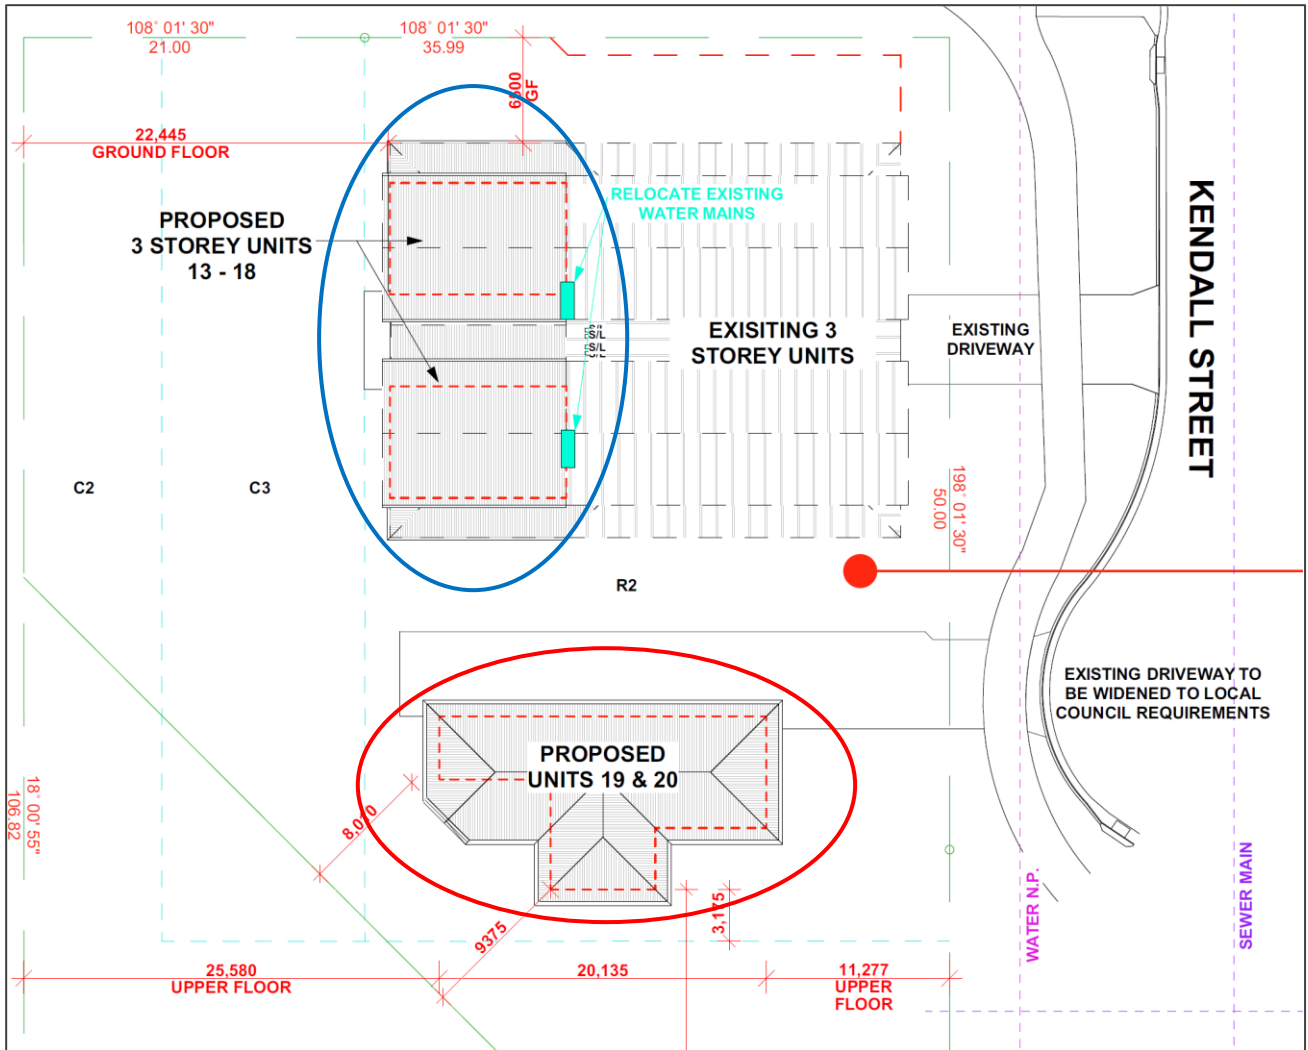 108° 01' 30"
21.00
108° 01' 30"
35.99
6500
GF
22,445
GROUND FLOOR
PROPOSED
3 STOREY UNITS
13 - 18
RELOCATE EXISTING
WATER MAINS
KENDALL STREET
S/L
S/L
EXISITING 3
STOREY UNITS
EXISTING
DRIVEWAY
C2
C3
198° 01' 30"
50.00
R2
EXISTING DRIVEWAY TO
BE WIDENED TO LOCAL
COUNCIL REQUIREMENTS
PROPOSED
UNITS 19 & 20
18° 00' 55"
106.82
8,010
9375
3,175
WATER N.P.
SEWER MAIN
25,580
UPPER FLOOR
20,135
11,277
UPPER
FLOOR